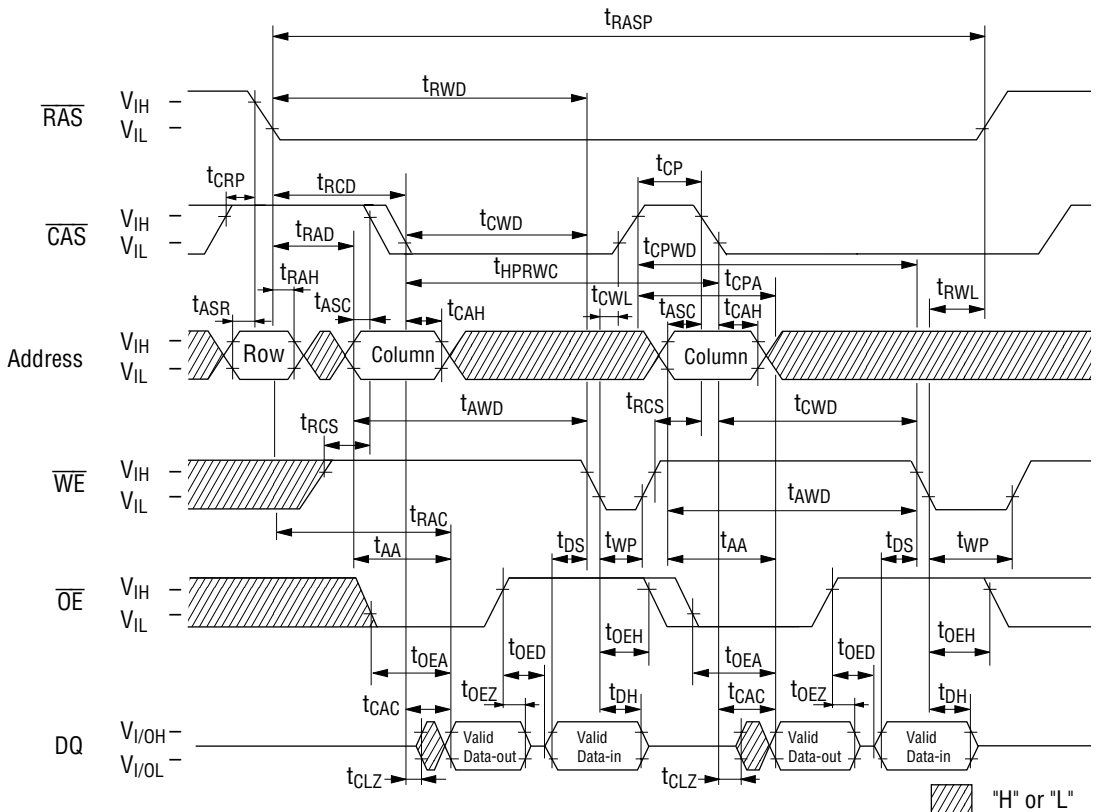 tRASP
RAS
VIH
VIL
tRWD
tCRP
tRCD
tCP
CAS
VIH
VIL
tRAD
tCWD
tCPWD
tHPRWC
tCPA
tRAH
tCWL
tRWL
tASR
tASC
tCAH
tASC
tCAH
Address
VIH
VIL
Row
Column
Column
tAWD
tRCS
tCWD
tRCS
WE
VIH
VIL
tAWD
tRAC
tAA
tDS
tWP
tAA
tDS
tWP
OE
VIH
VIL
tOEA
tOED
tOEH
tOEA
tOED
tOEH
tCAC
tOEZ
tDH
tCAC
tOEZ
tDH
DQ
VI/OH
VI/OL
Valid
Data-out
Valid
Data-in
Valid
Data-out
Valid
Data-in
tCLZ
tCLZ
"H" or "L"